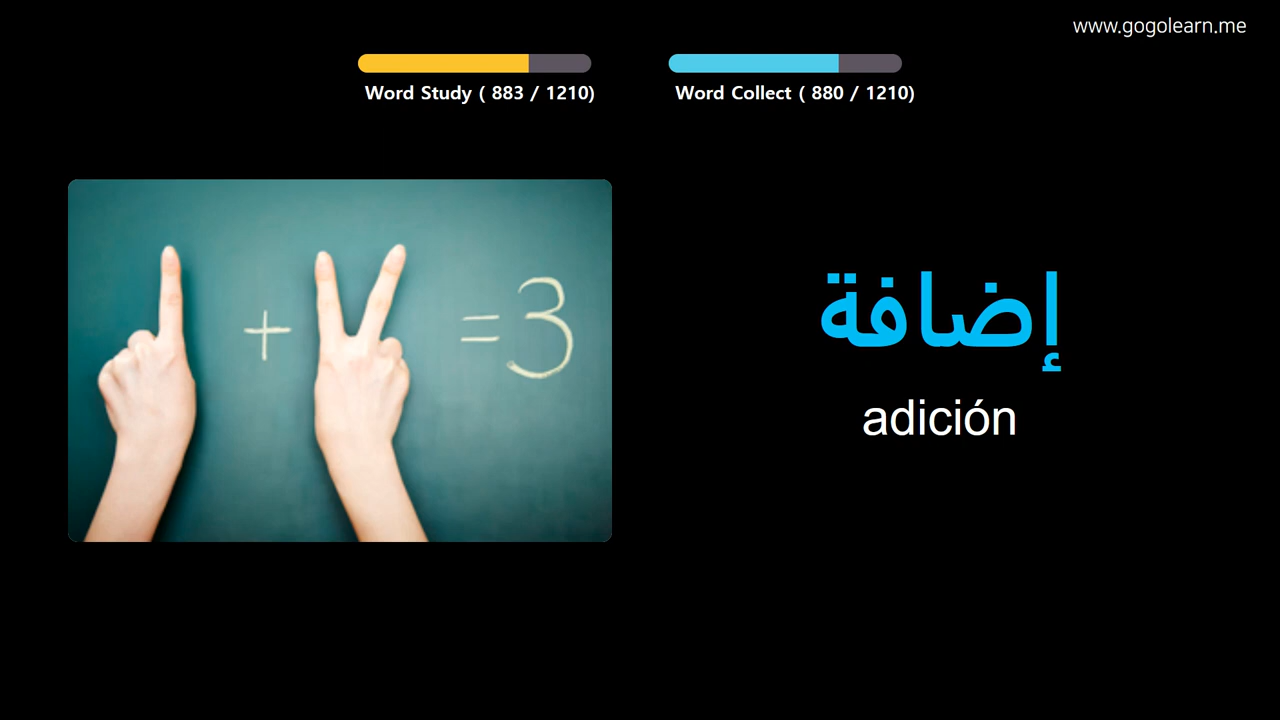 www.gogolearn.me
Word Study ( 883 / 1210)
Word Collect ( 880 / 1210)
+ = 3
إضافة
adición